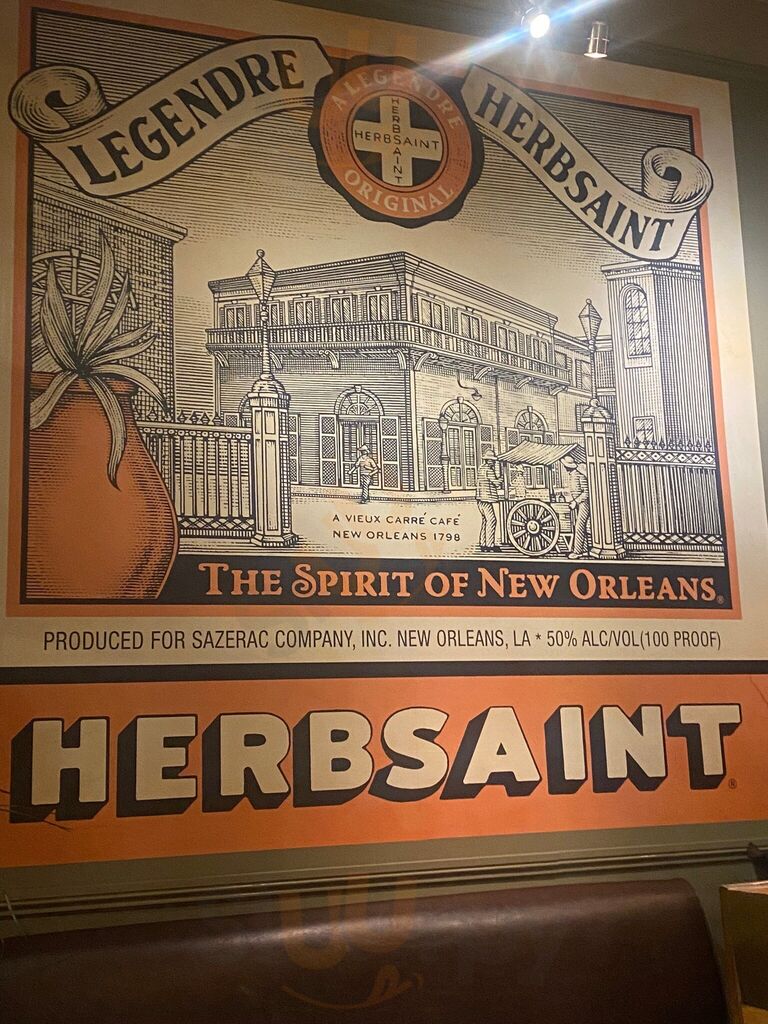 LEGENDRE
HERBSAINT
A LEGENDRE
HERBSAINT
HERBSAINT
ORIGINAL
A VIEUX CARRÉ CAFÉ
NEW ORLEANS 1798
THE SPIRIT OF NEW ORLEANS®
PRODUCED FOR SAZERAC COMPANY, INC. NEW ORLEANS, LA * 50% ALC/VOL(100 PROOF)
HERBSAINT®